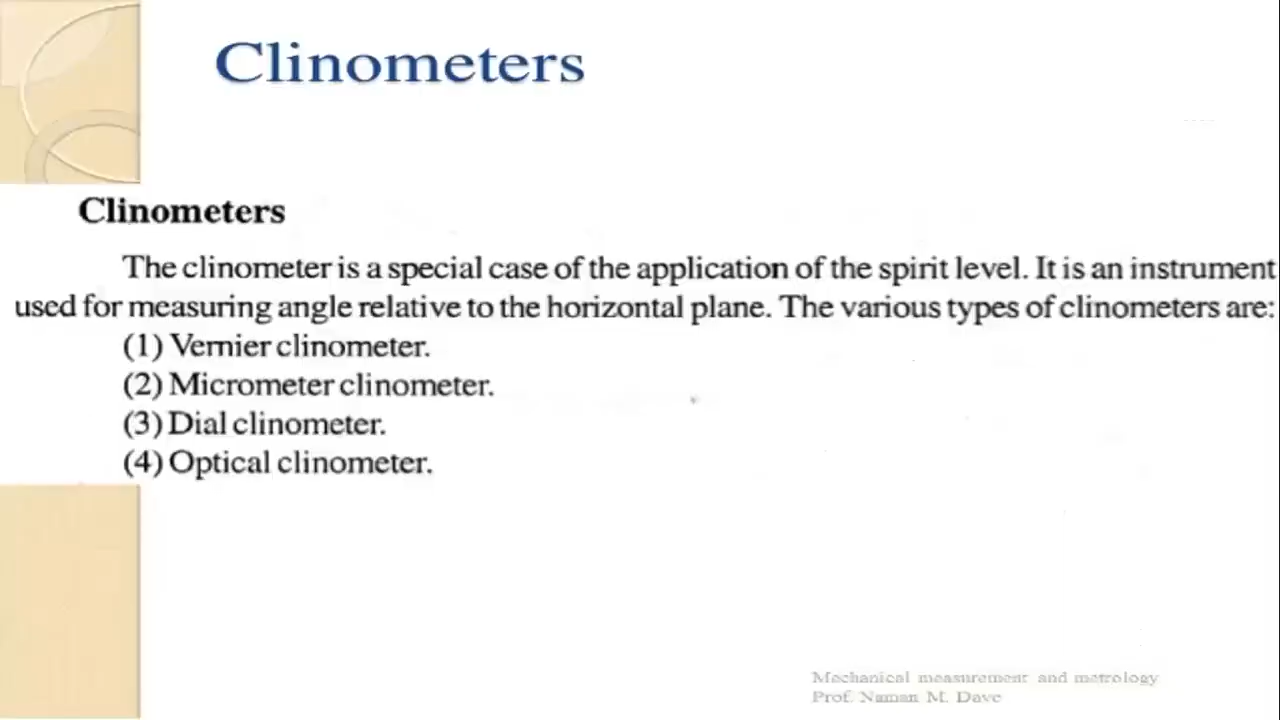 Clinometers
Clinometers
The clinometer is a special case of the application of the spirit level. It is an instrument
used for measuring angle relative to the horizontal plane. The various types of clinometers are:
(1) Vernier clinometer.
(2) Micrometer clinometer.
(3) Dial clinometer.
(4) Optical clinometer.
Mechanical measurement and metrology
Prof. Naman M. Dave